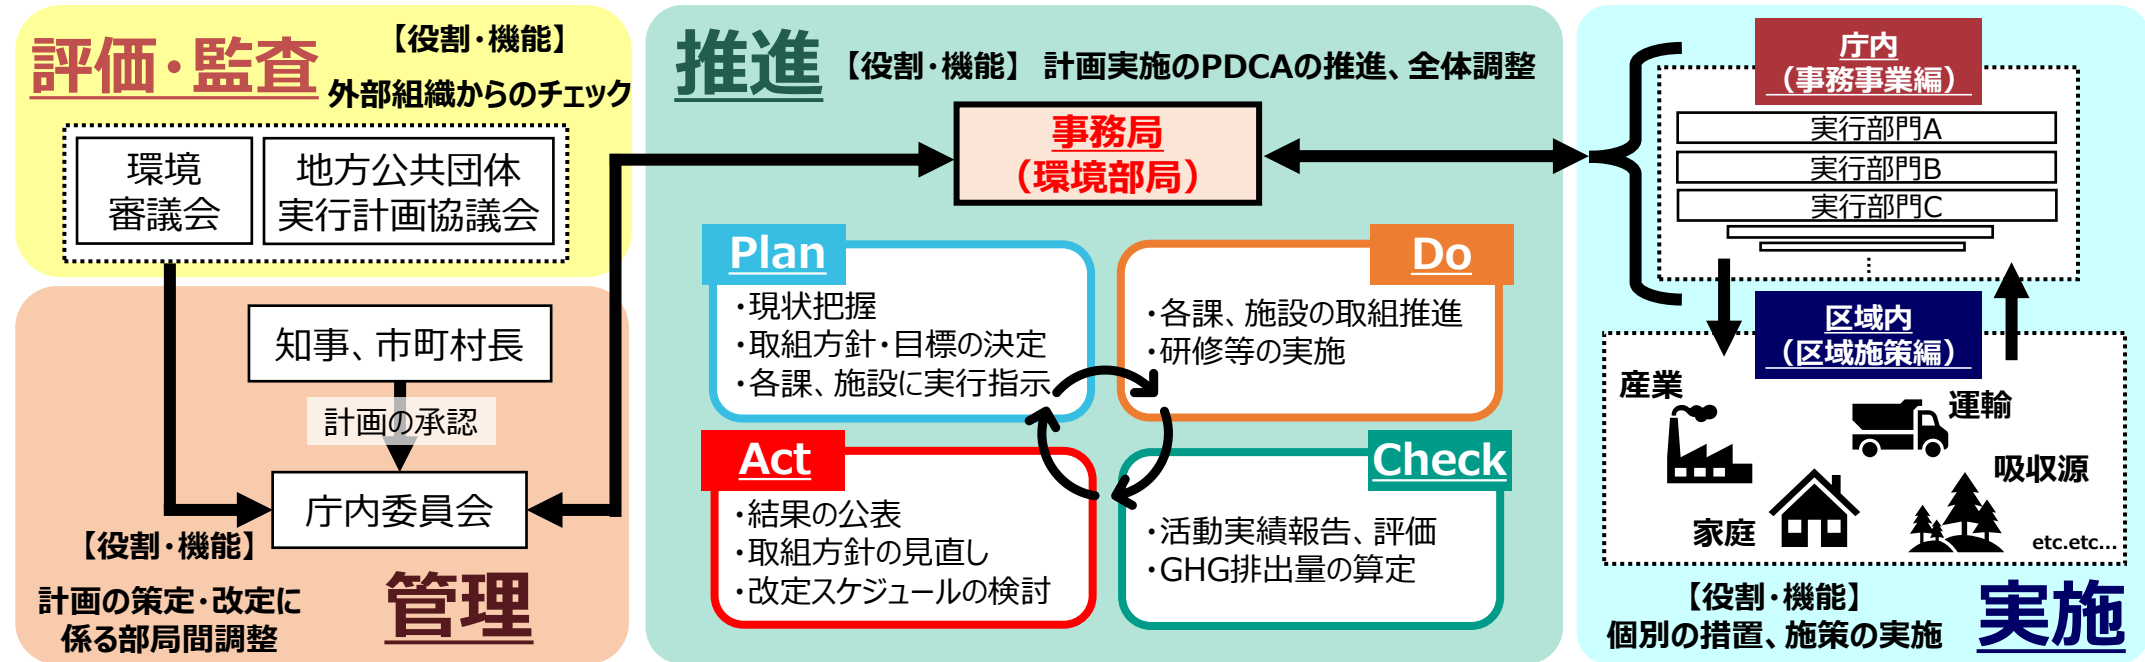 評価・監査
【役割・機能】
外部組織からのチェック
環境
審議会
地方公共団体
実行計画協議会
知事、市町村長
計画の承認
庁内委員会
【役割・機能】
計画の策定・改定に
係る部局間調整
管理
推進
【役割・機能】 計画実施のPDCAの推進、全体調整
事務局
（環境部局）
Plan
・現状把握
・取組方針・目標の決定
・各課、施設に実行指示
Do
・各課、施設の取組推進
・研修等の実施
Act
・結果の公表
・取組方針の見直し
・改定スケジュールの検討
Check
・活動実績報告、評価
・GHG排出量の算定
庁内
（事務事業編）
実行部門A
実行部門B
実行部門C
区域内
（区域施策編）
産業
運輸
吸収源
家庭
etc.etc...
【役割・機能】
個別の措置、施策の実施
実施